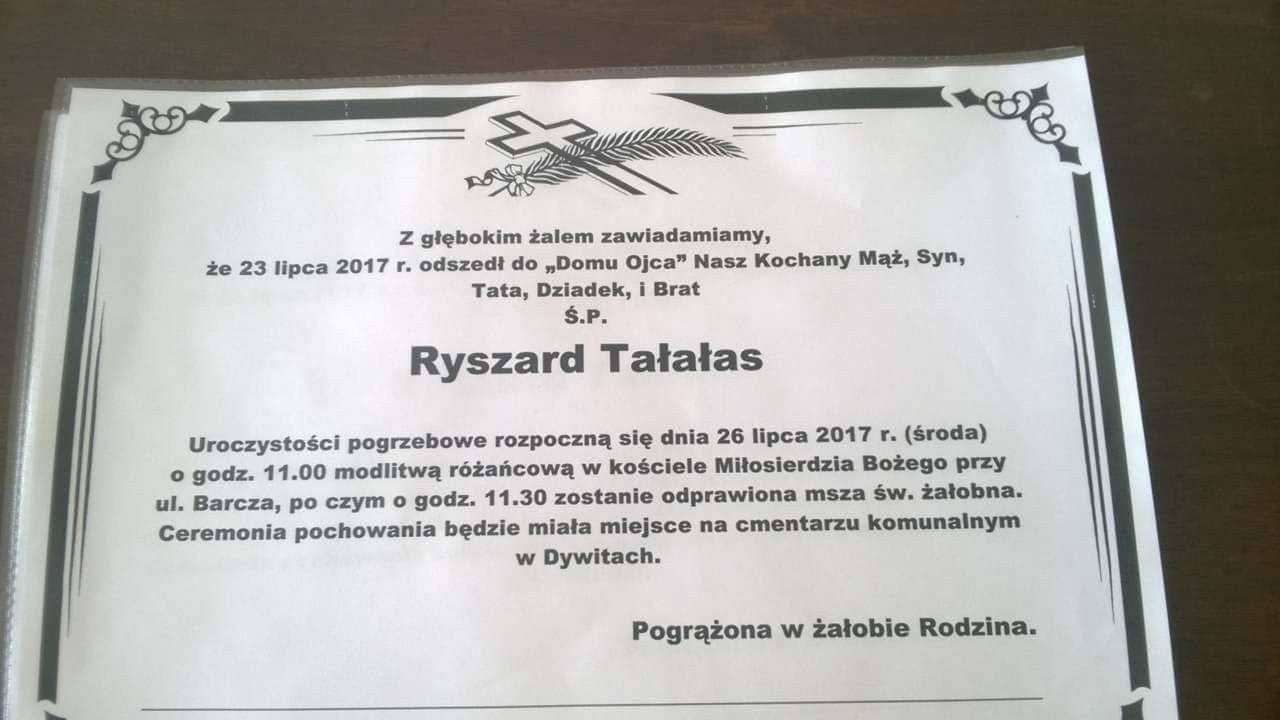 Z głębokim żalem zawiadamiamy,
że 23 lipca 2017 r. odszedł do „Domu Ojca” Nasz Kochany Mąż, Syn,
Tata, Dziadek, i Brat
Ś.P.
Ryszard Tałałas
Uroczystości pogrzebowe rozpoczną się dnia 26 lipca 2017 r. (środa)
o godz. 11.00 modlitwą różańcową w kościele Miłosierdzia Bożego przy
ul. Barcza, po czym o godz. 11.30 zostanie odprawiona msza św. żałobna.
Ceremonia pochowania będzie miała miejsce na cmentarzu komunalnym
w Dywitach.
Pogrążona w żałobie Rodzina.